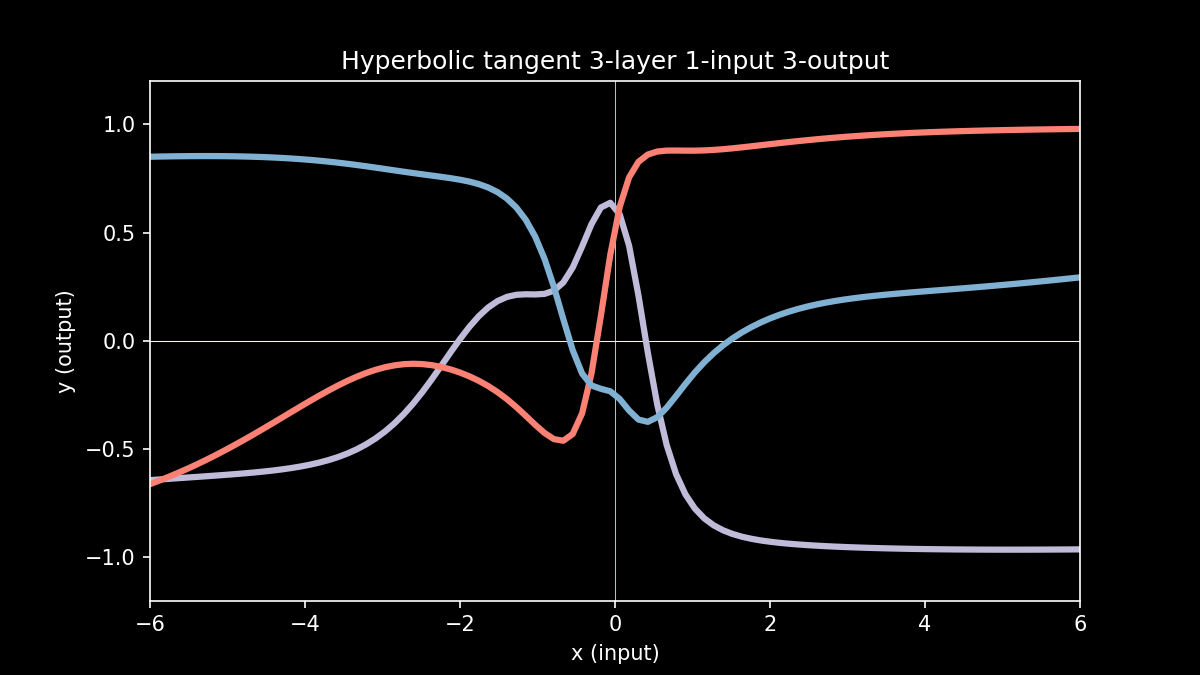 Hyperbolic tangent 3-layer 1-input 3-output
1.0
0.5
0.0
−0.5
−1.0
y (output)
−6 −4 −2 0 2 4 6
x (input)